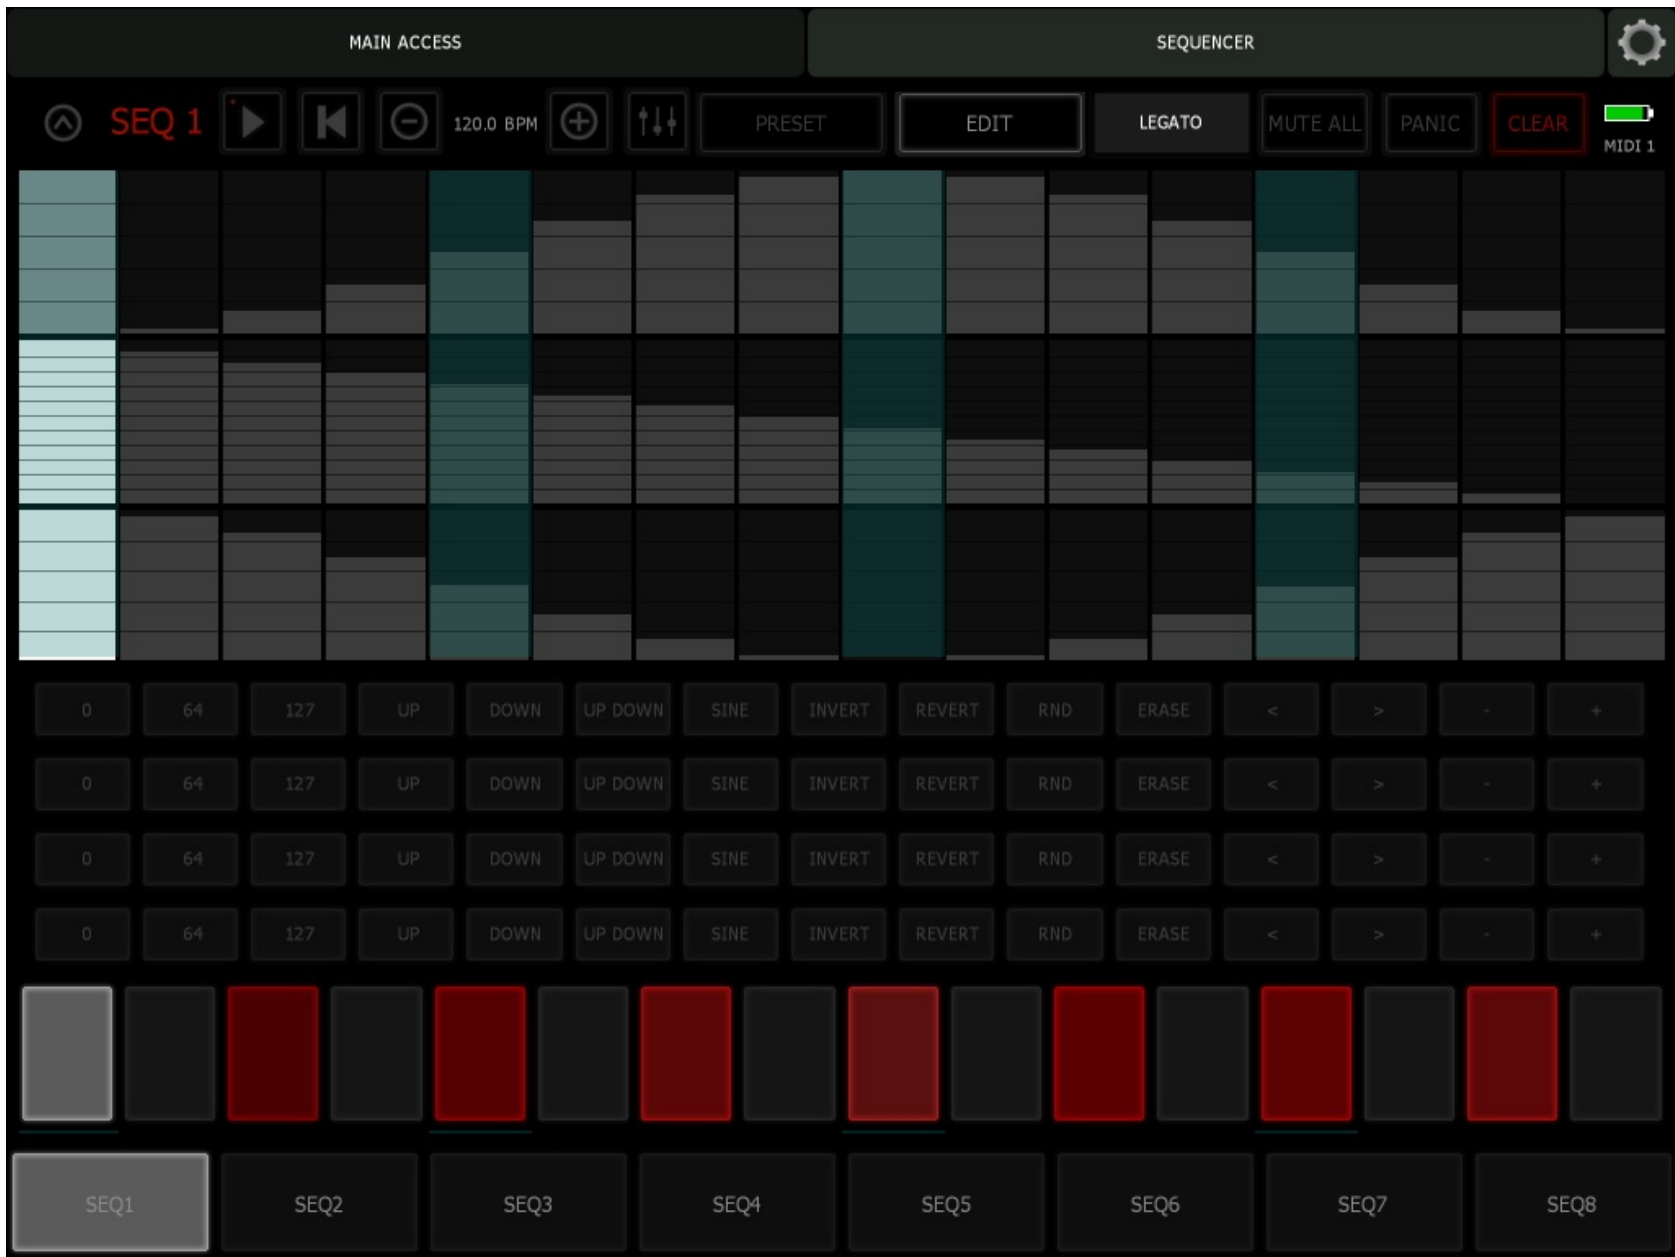 MAIN ACCESS SEQUENCER
SEQ 1 120.0 BPM PRESET EDIT LEGATO MUTE ALL PANIC CLEAR MIDI 1
0 64 127 UP DOWN UP DOWN SINE INVERT REVERT RND ERASE < > - +
0 64 127 UP DOWN UP DOWN SINE INVERT REVERT RND ERASE < > - +
0 64 127 UP DOWN UP DOWN SINE INVERT REVERT RND ERASE < > - +
0 64 127 UP DOWN UP DOWN SINE INVERT REVERT RND ERASE < > - +
SEQ1 SEQ2 SEQ3 SEQ4 SEQ5 SEQ6 SEQ7 SEQ8